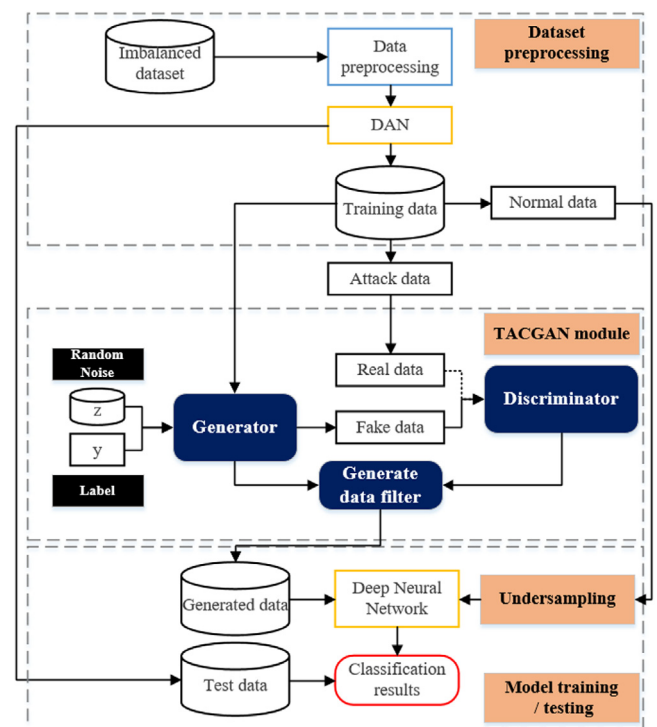 Imbalanced
dataset
Data
preprocessing
Dataset
preprocessing
DAN
Training data
Normal data
Attack data
TACGAN module
Random
Noise
z
y
Label
Generator
Real data
Fake data
Discriminator
Generate
data filter
Generated data
Deep Neural
Network
Undersampling
Test data
Classification
results
Model training
/ testing